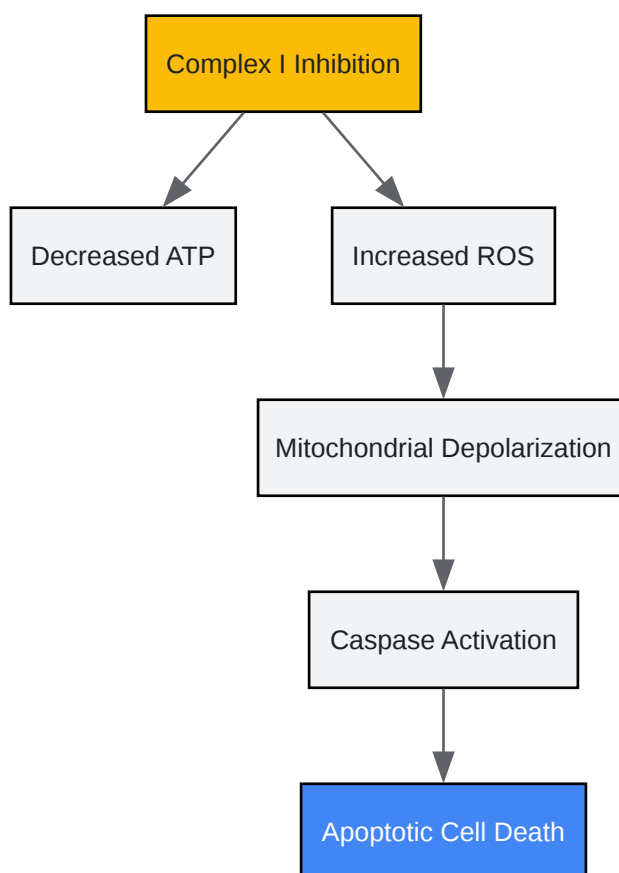 Complex I Inhibition
Decreased ATP
Increased ROS
Mitochondrial Depolarization
Caspase Activation
Apoptotic Cell Death